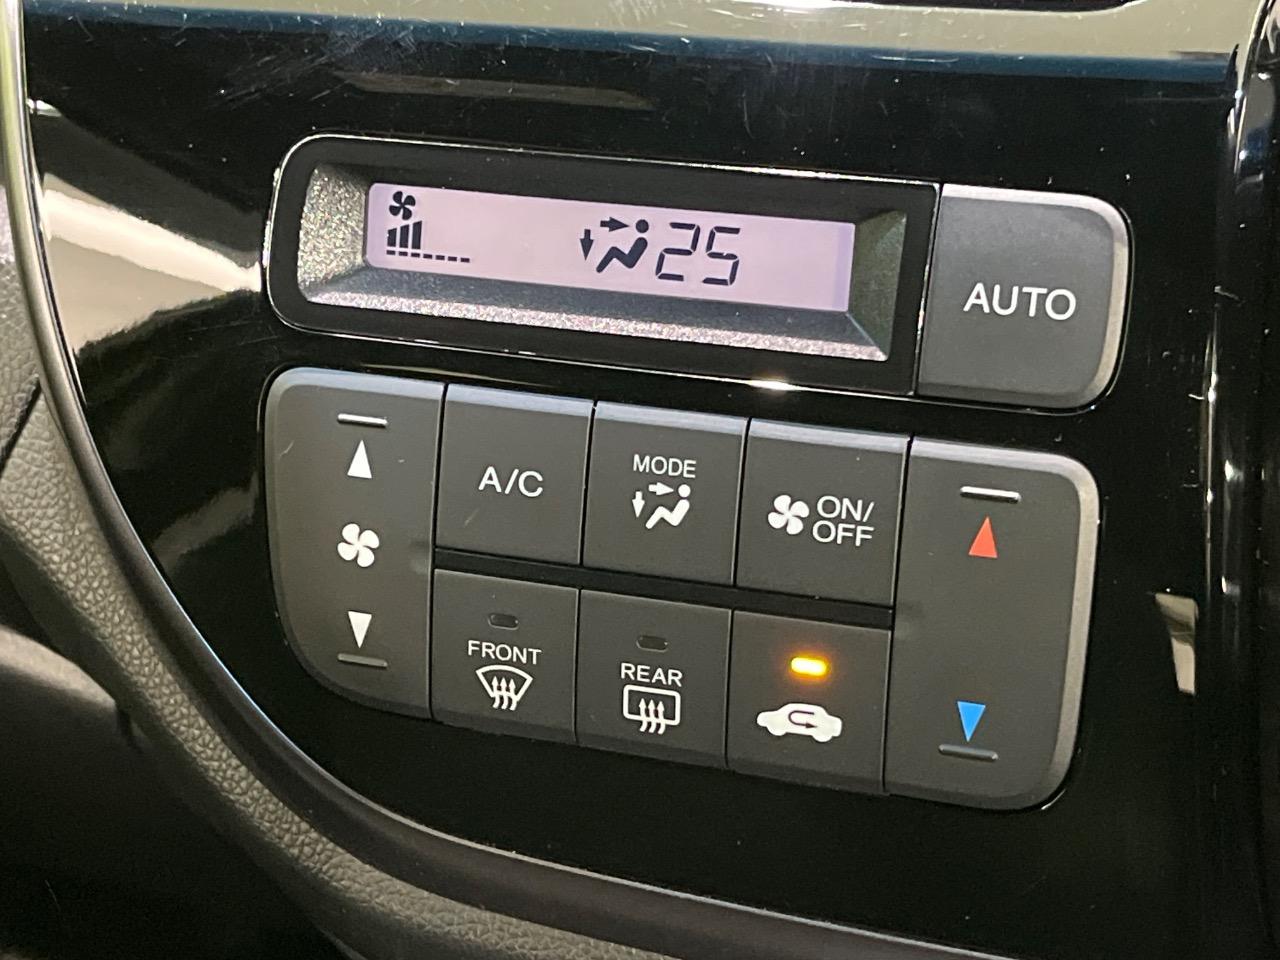 25
AUTO
A/C
MODE
ON/
OFF
FRONT
REAR